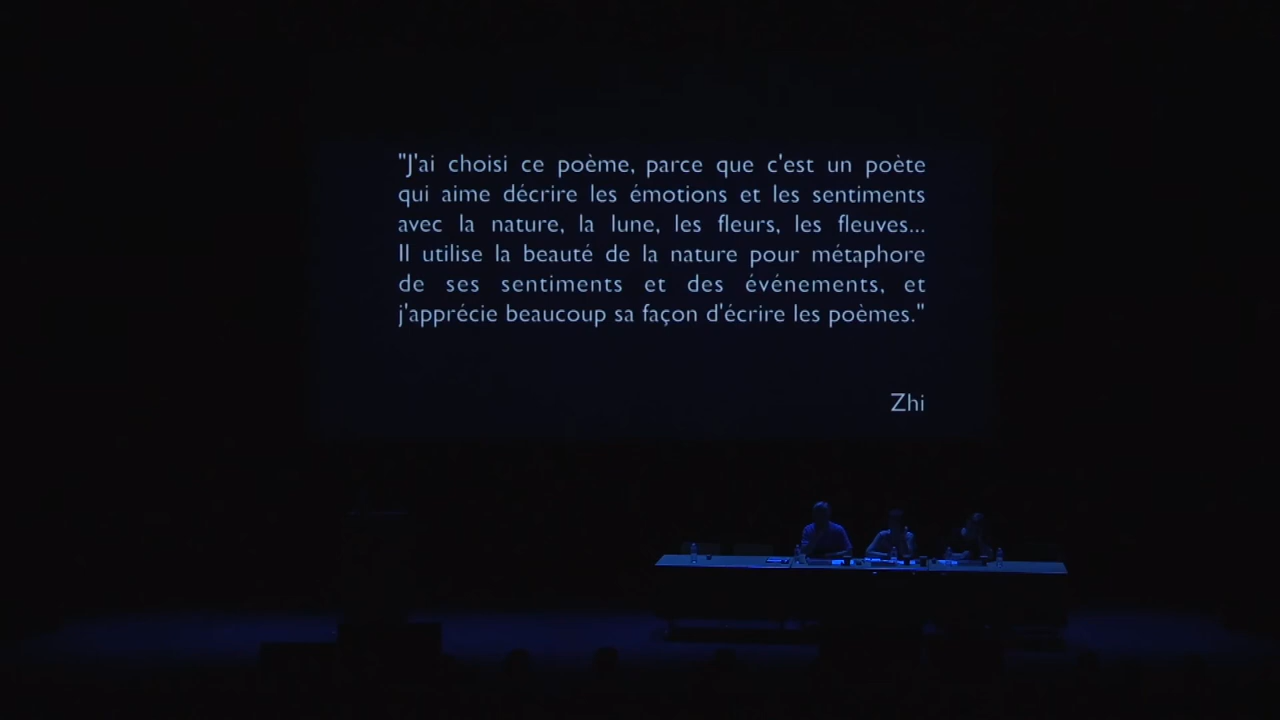 "J'ai choisi ce poème, parce que c'est un poète
qui aime décrire les émotions et les sentiments
avec la nature, la lune, les fleurs, les fleuves...
Il utilise la beauté de la nature pour métaphore
de ses sentiments et des événements, et
j'apprécie beaucoup sa façon d'écrire les poèmes."
Zhi